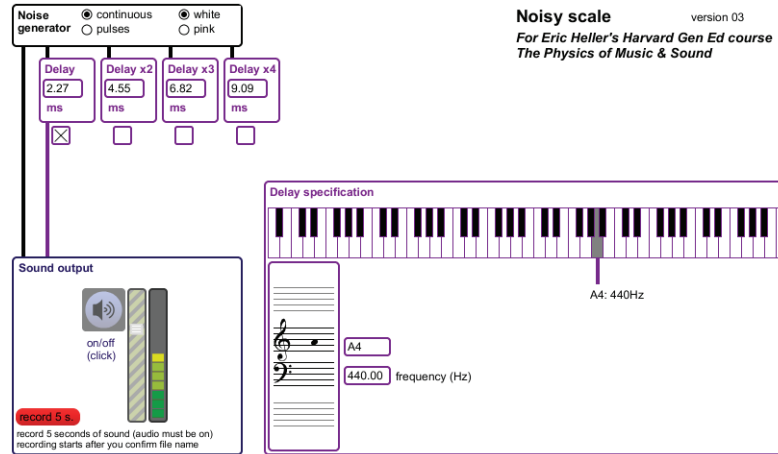 Noise
generator
continuous
pulses
white
pink
Noisy scale
version 03
For Eric Heller's Harvard Gen Ed course
The Physics of Music & Sound
Delay
2.27
ms
Delay x2
4.55
ms
Delay x3
6.82
ms
Delay x4
9.09
ms
Delay specification
A4: 440Hz
A4
440.00 frequency (Hz)
Sound output
on/off
(click)
record 5 s.
record 5 seconds of sound (audio must be on)
recording starts after you confirm file name